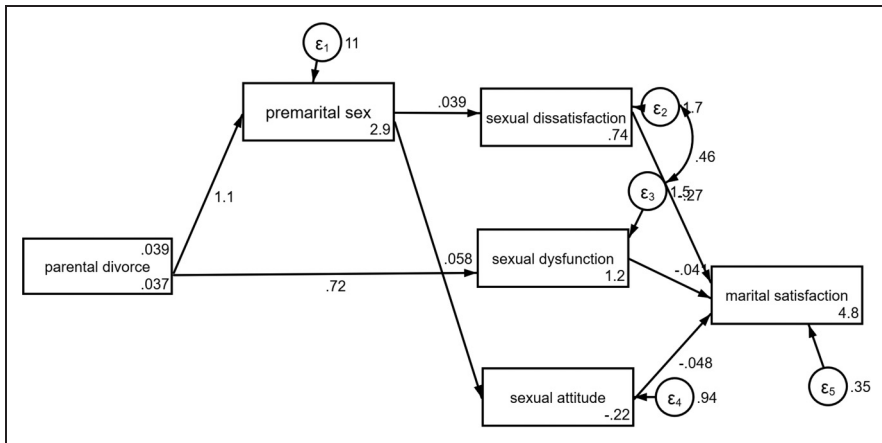 ε1 11
premarital sex
2.9
.039
sexual dissatisfaction
.74
ε2 1.7
.46
1.1
ε3 1.5
-.27
.039
parental divorce
.037
.72
.058
sexual dysfunction
1.2
-.04
marital satisfaction
4.8
-.048
sexual attitude
-.22
ε4 .94
ε5 .35